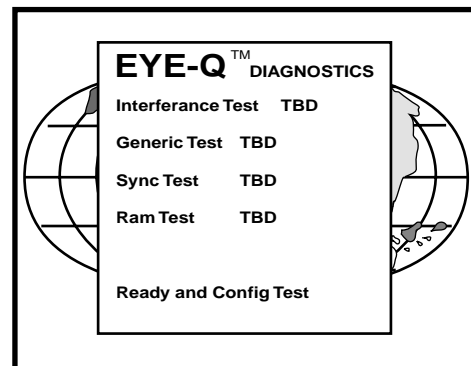 EYE-Q™ DIAGNOSTICS
Interferance Test TBD
Generic Test TBD
Sync Test TBD
Ram Test TBD
Ready and Config Test